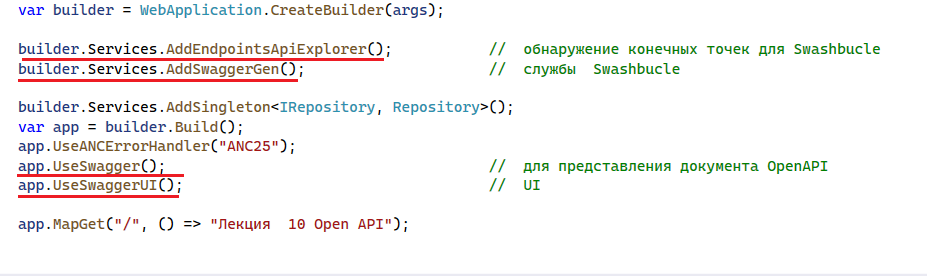 var builder = WebApplication.CreateBuilder(args);
builder.Services.AddEndpointsApiExplorer(); // обнаружение конечных точек для Swashbucle
builder.Services.AddSwaggerGen(); // службы Swashbucle
builder.Services.AddSingleton<IRepository, Repository>();
var app = builder.Build();
app.UseANCErrorHandler("ANC25");
app.UseSwagger(); // для представления документа OpenAPI
app.UseSwaggerUI(); // UI
app.MapGet("/", () => "Лекция 10 Open API");